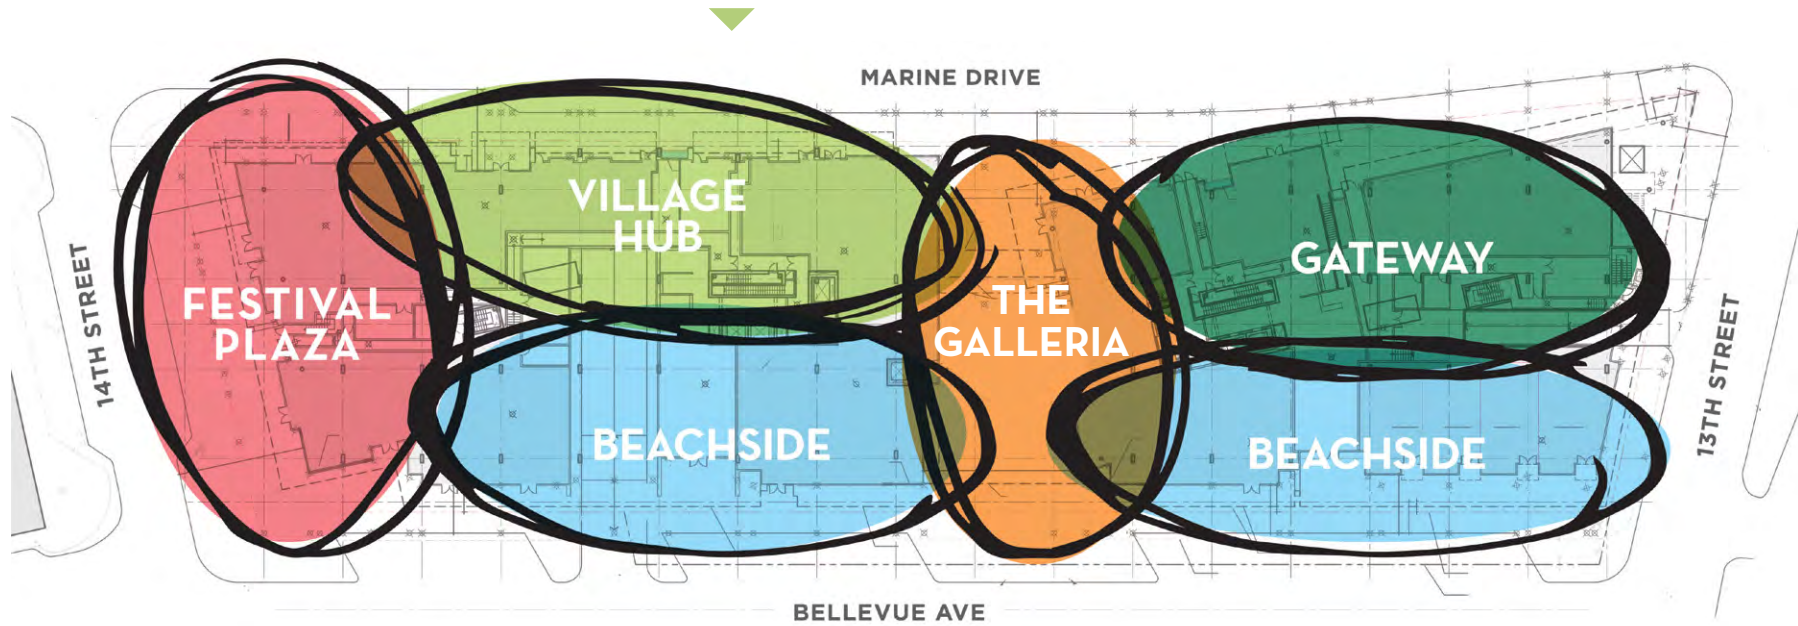 MARINE DRIVE
14TH STREET
FESTIVAL
PLAZA
VILLAGE
HUB
BEACHSIDE
THE
GALLERIA
GATEWAY
BEACHSIDE
13TH STREET
BELLEVUE AVE